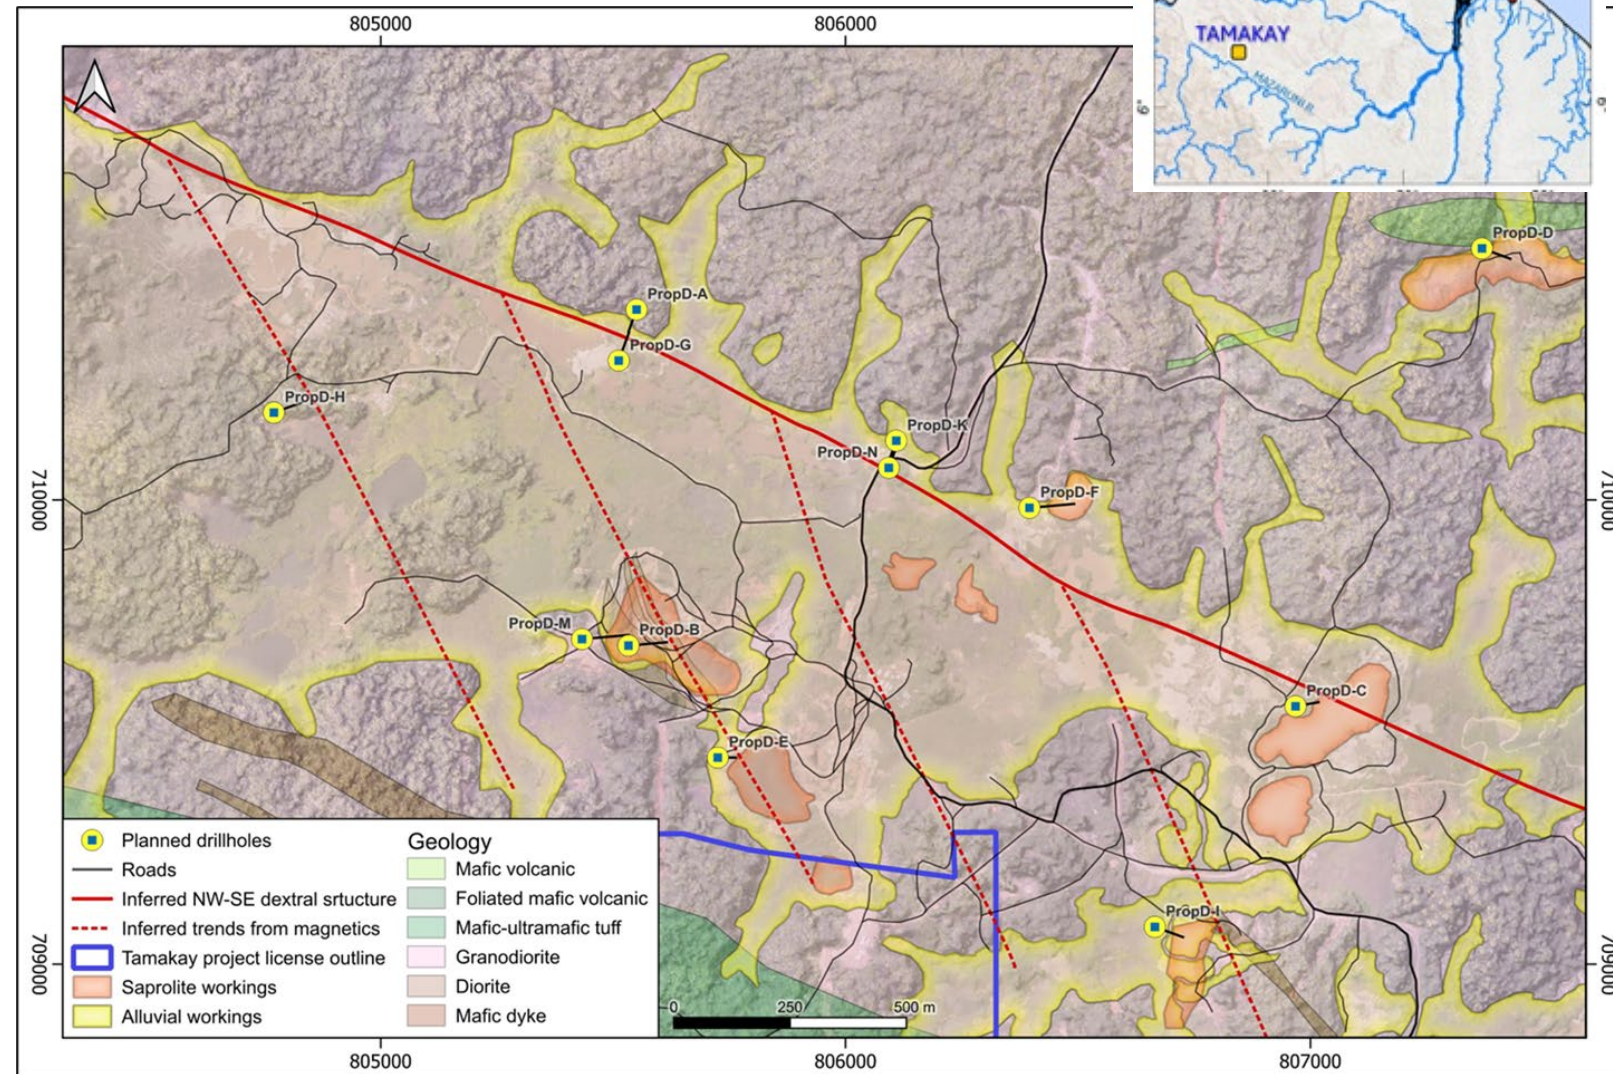 805000
806000
TAMAKAY
MAZARUNI R.
6°
6°
PropD-D
PropD-A
PropD-G
PropD-H
PropD-K
PropD-N
PropD-F
710000
710000
PropD-M
PropD-B
PropD-C
PropD-E
PropD-I
709000
709000
Planned drillholes
Roads
Inferred NW-SE dextral srtucture
Inferred trends from magnetics
Tamakay project license outline
Saprolite workings
Alluvial workings
Geology
Mafic volcanic
Foliated mafic volcanic
Mafic-ultramafic tuff
Granodiorite
Diorite
Mafic dyke
0 250 500 m
805000
806000
807000